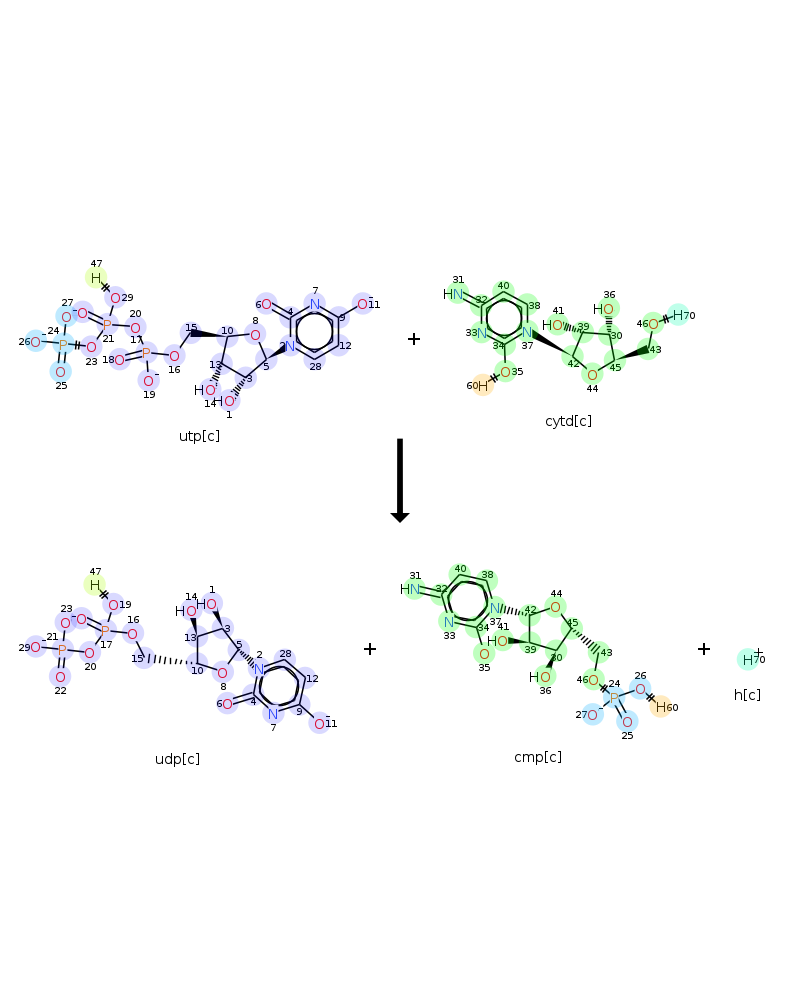 47
H
27
O
-
O
29
20
O
8
24
O
-
26
O
P
P
21
O
23
17
P
18
O
O
16
O
-
19
25
O
15
10
O
8
13
HO
14
HO
1
3
5
6
O
4
N
7
9
O
-
11
N
2
12
28
utp[c]
+
31
HN
40
32
38
33
N
34
N
37
O
35
60
H
41
HO
39
36
HO
30
42
O
44
45
43
46
O
H
70
cytd[c]
47
H
23
O
-
O
O
19
21
29
O
-
P
P
17
O
16
O
20
O
22
15
14
HO
1
HO
13
3
5
10
O
8
2
N
28
12
6
O
4
N
7
9
O
-
11
udp[c]
+
31
HN
40
32
38
33
N
34
N
37
O
35
42
O
44
45
41
HO
39
30
HO
36
43
46
O
24
P
O
26
27
O
-
O
25
H
60
cmp[c]
+
H
+
70
h[c]